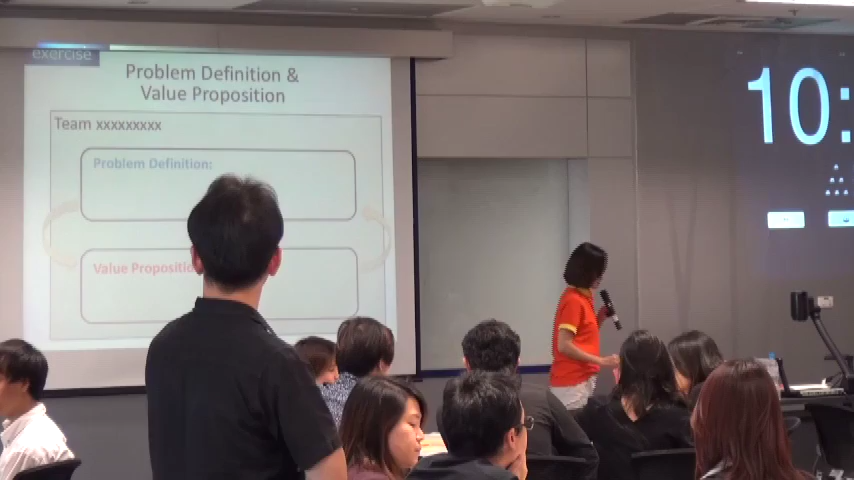 exercise
Problem Definition &
Value Proposition
Team xxxxxxxxx
Problem Definition:
Value Propositio
10: